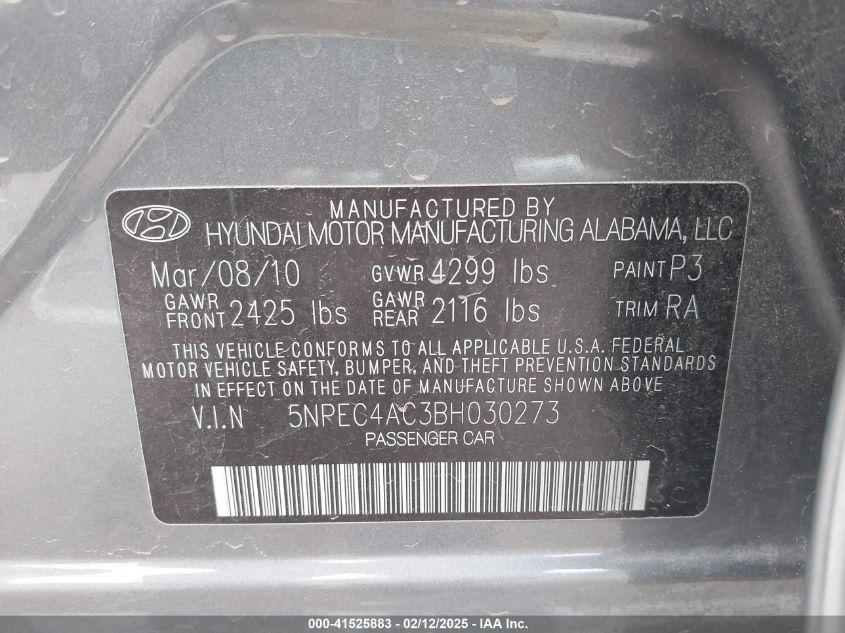 MANUFACTURED BY
HYUNDAI MOTOR MANUFACTURING ALABAMA, LLC
Mar/08/10 GVWR 4299 lbs PAINT P3
GAWR FRONT 2425 lbs GAWR REAR 2116 lbs TRIM RA
THIS VEHICLE CONFORMS TO ALL APPLICABLE U.S.A. FEDERAL
MOTOR VEHICLE SAFETY, BUMPER, AND THEFT PREVENTION STANDARDS
IN EFFECT ON THE DATE OF MANUFACTURE SHOWN ABOVE
V.I.N 5NPEC4AC3BH030273
PASSENGER CAR
000-41525883 - 02/12/2025 - IAA, Inc.